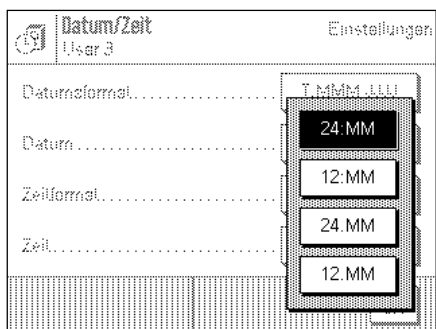 Datum/Zeit
User 3
Einstellungen
Datumsformat
T.MMM.JJJJ
Datum
Zeitformat
Zeit
24:MM
12:MM
24.MM
12.MM